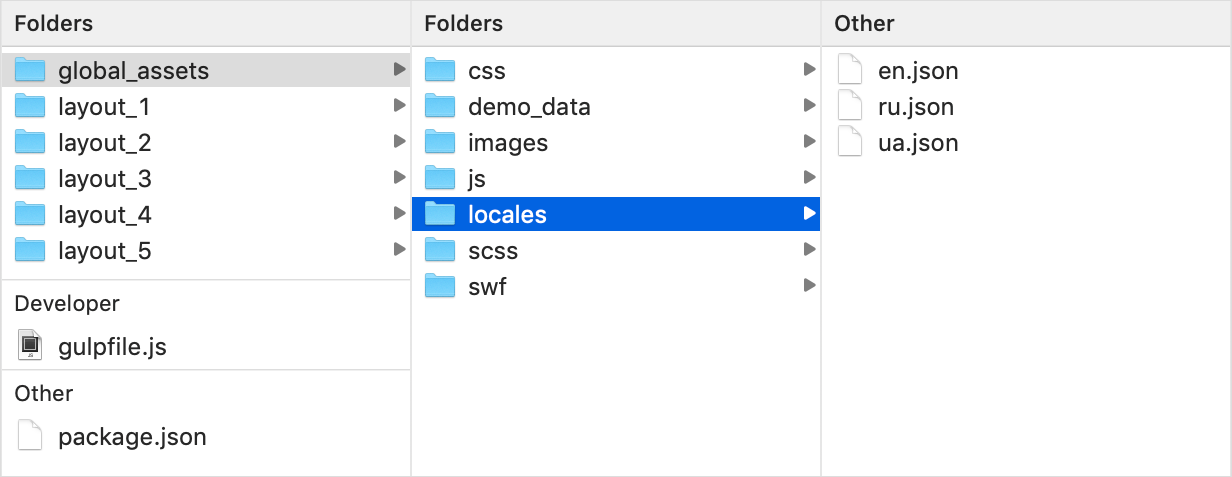 Folders
global_assets
layout_1
layout_2
layout_3
layout_4
layout_5
Developer
gulpfile.js
Other
package.json
Folders
css
demo_data
images
js
locales
scss
swf
Other
en.json
ru.json
ua.json